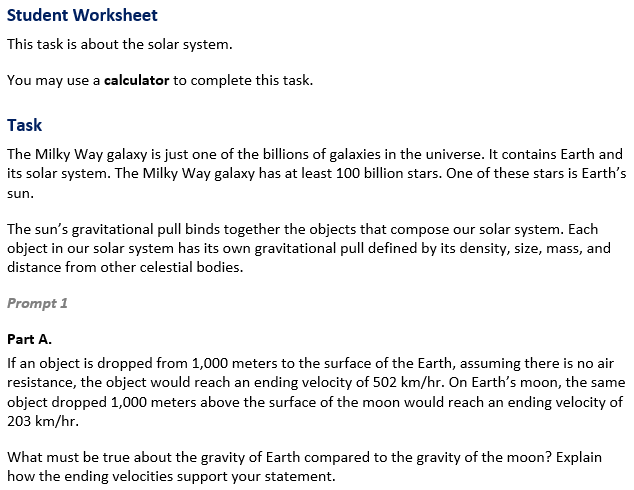 Student Worksheet
This task is about the solar system.
You may use a calculator to complete this task.
Task
The Milky Way galaxy is just one of the billions of galaxies in the universe. It contains Earth and
its solar system. The Milky Way galaxy has at least 100 billion stars. One of these stars is Earth’s
sun.
The sun’s gravitational pull binds together the objects that compose our solar system. Each
object in our solar system has its own gravitational pull defined by its density, size, mass, and
distance from other celestial bodies.
Prompt 1
Part A.
If an object is dropped from 1,000 meters to the surface of the Earth, assuming there is no air
resistance, the object would reach an ending velocity of 502 km/hr. On Earth’s moon, the same
object dropped 1,000 meters above the surface of the moon would reach an ending velocity of
203 km/hr.
What must be true about the gravity of Earth compared to the gravity of the moon? Explain
how the ending velocities support your statement.